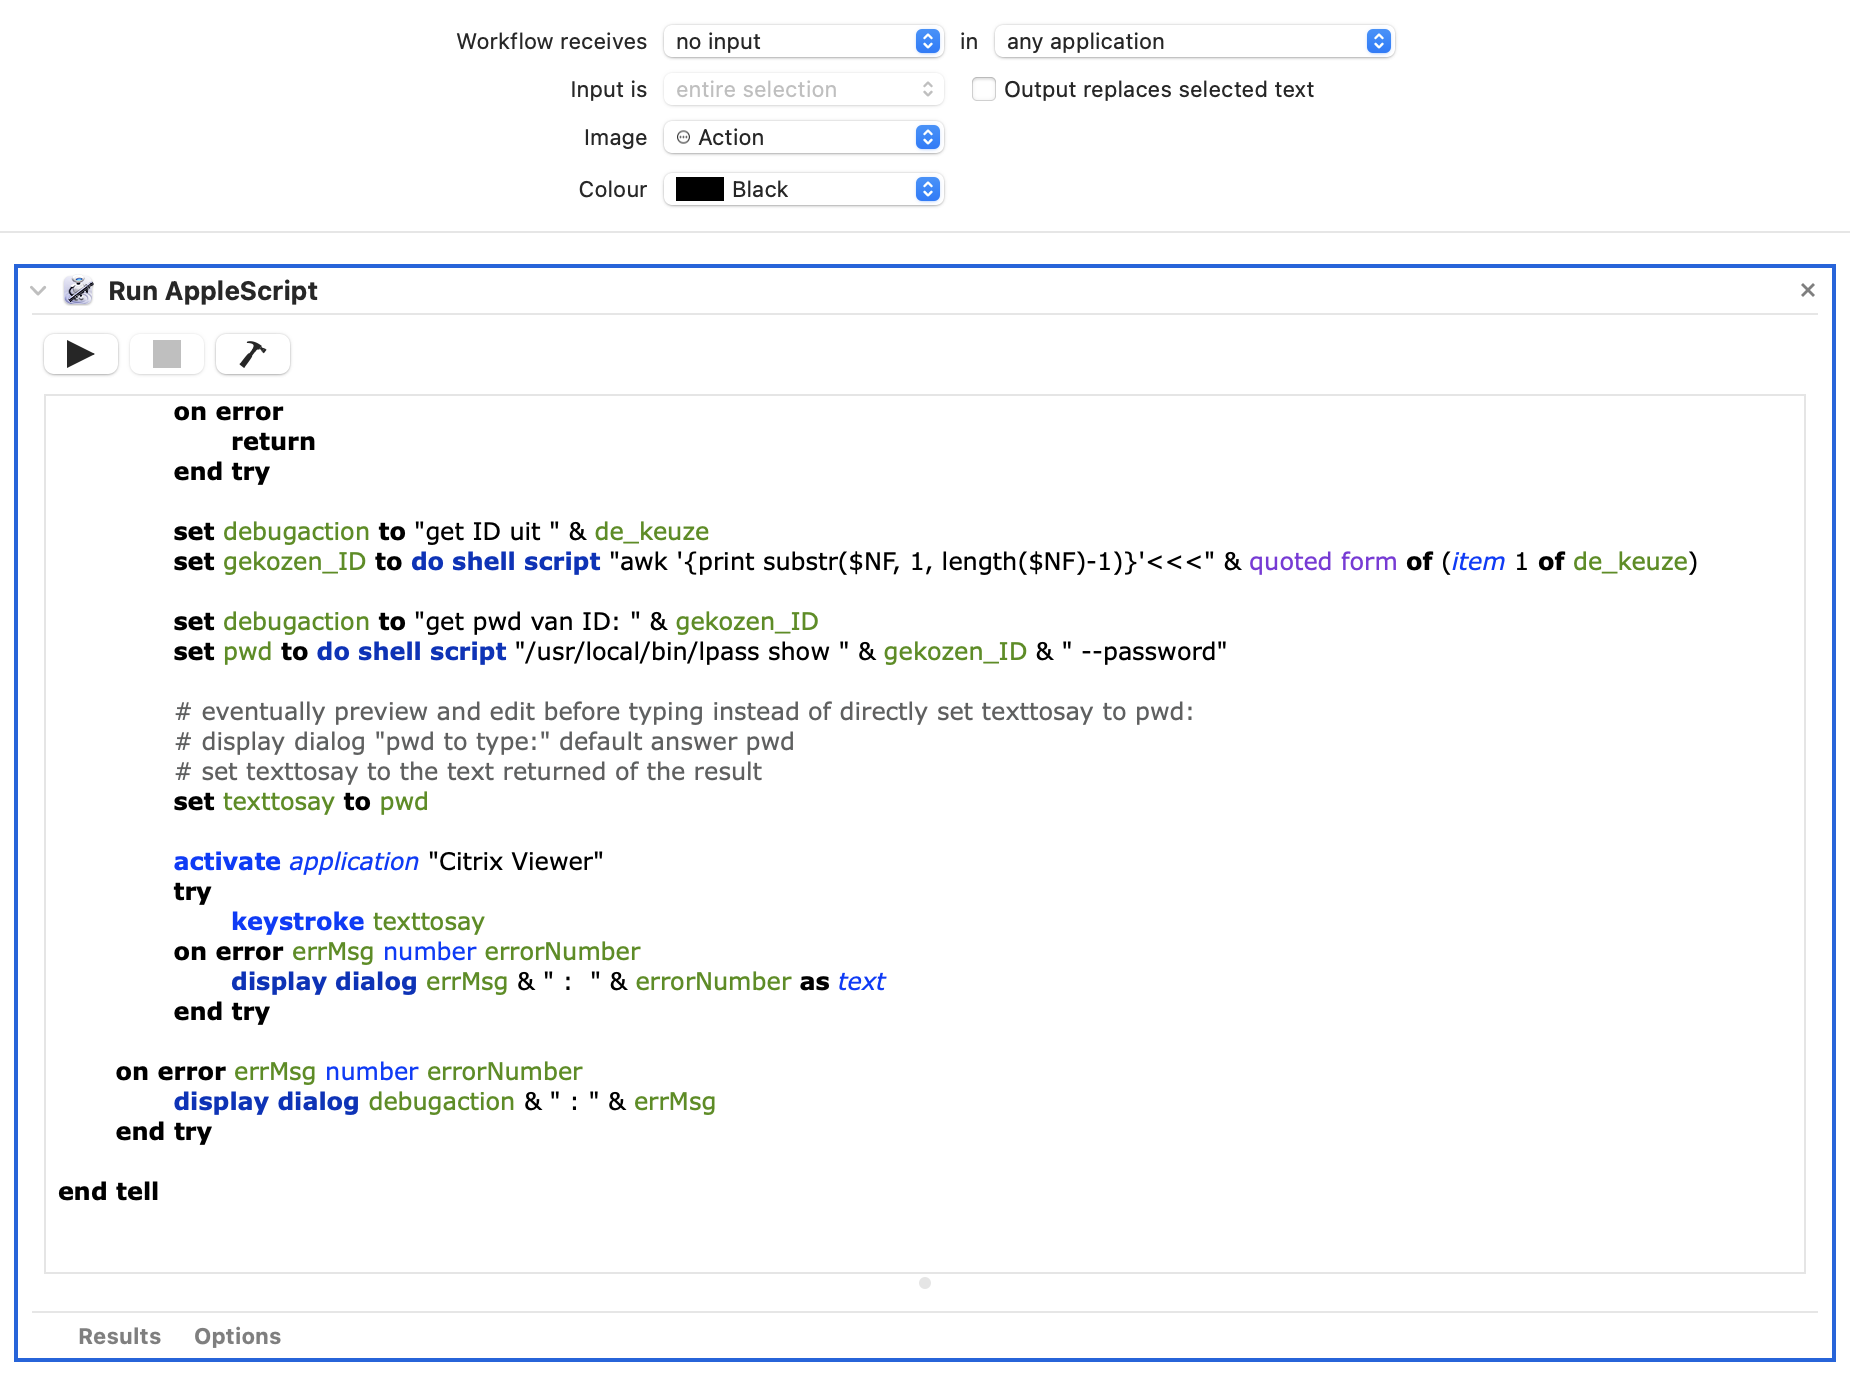 Workflow receives no input in any application
Input is entire selection Output replaces selected text
Image Action
Colour Black
Run AppleScript
on error
return
end try
set debugaction to "get ID uit " & de_keuze
set gekozen_ID to do shell script "awk '{print substr($NF, 1, length($NF)-1)}'<<<" & quoted form of (item 1 of de_keuze)
set debugaction to "get pwd van ID: " & gekozen_ID
set pwd to do shell script "/usr/local/bin/lpass show " & gekozen_ID & " --password"
# eventually preview and edit before typing instead of directly set texttosay to pwd:
# display dialog "pwd to type:" default answer pwd
# set texttosay to the text returned of the result
set texttosay to pwd
activate application "Citrix Viewer"
try
keystroke texttosay
on error errMsg number errorNumber
display dialog errMsg & " :  " & errorNumber as text
end try
on error errMsg number errorNumber
display dialog debugaction & " : " & errMsg
end try
end tell
Results Options